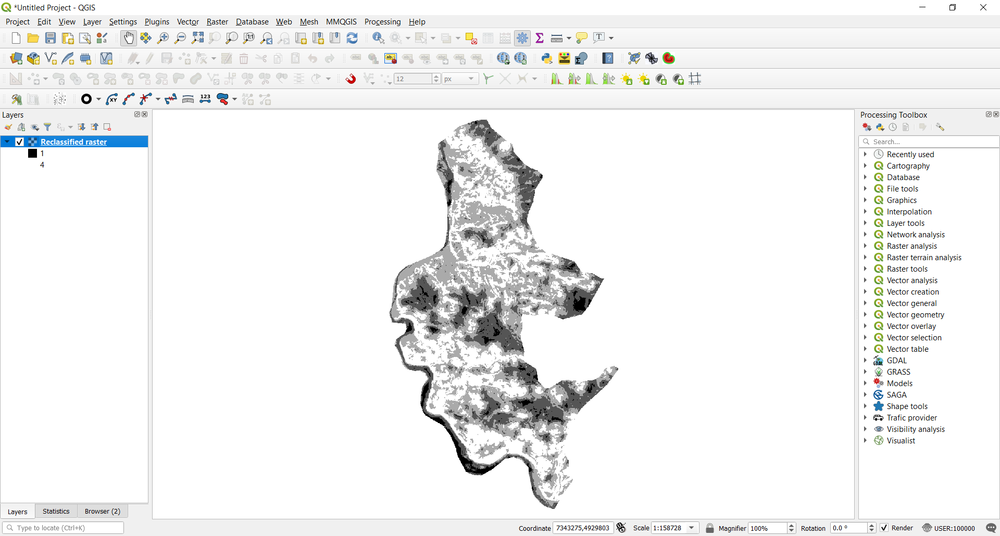 *Untitled Project - QGIS
Project Edit View Layer Settings Plugins Vector Raster Database Web Mesh MMQGIS Processing Help
12 px
XY 123
Layers
Reclassified raster
1
4
Layers Statistics Browser (2)
Type to locate (Ctrl+K)
Processing Toolbox
Search...
Recently used
Cartography
Database
File tools
Graphics
Interpolation
Layer tools
Network analysis
Raster analysis
Raster terrain analysis
Raster tools
Vector analysis
Vector creation
Vector general
Vector geometry
Vector overlay
Vector selection
Vector table
GDAL
GRASS
Models
SAGA
Shape tools
Trafic provider
Visibility analysis
Visualist
Coordinate 7343275,4929803 Scale 1:158728 Magnifier 100% Rotation 0.0 ° Render USER:100000